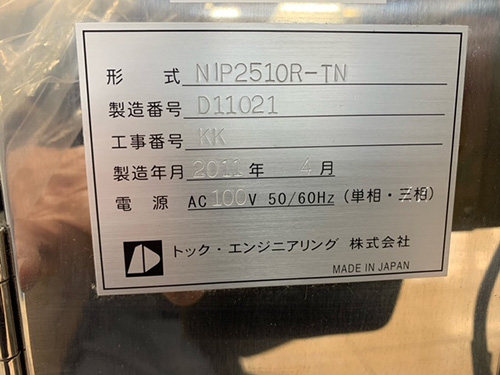 形 式 NIP2510R-TN
製造番号 D11021
工事番号 KK
製造年月 2011 年 4 月
電 源 AC 100 V 50/60Hz (単相・三相)
トック・エンジニアリング 株式会社
MADE IN JAPAN